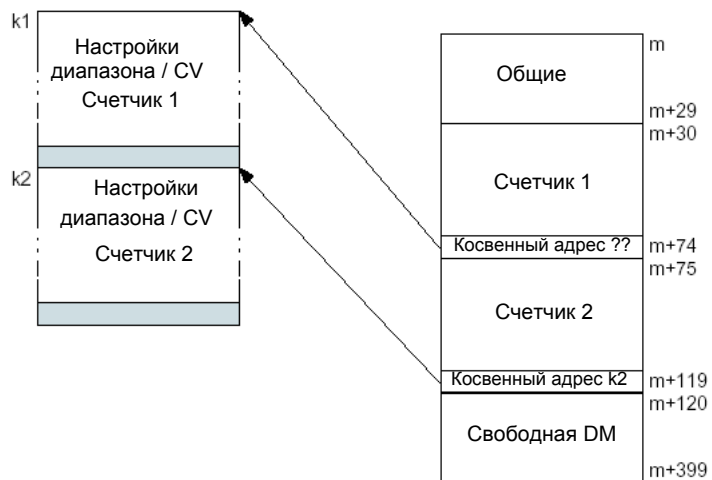 k1
Настройки
диапазона / CV
Счетчик 1
k2
Настройки
диапазона / CV
Счетчик 2
m
Общие
m+29
m+30
Счетчик 1
Косвенный адрес ?? m+74
m+75
Счетчик 2
Косвенный адрес k2 m+119
m+120
Свободная DM
m+399